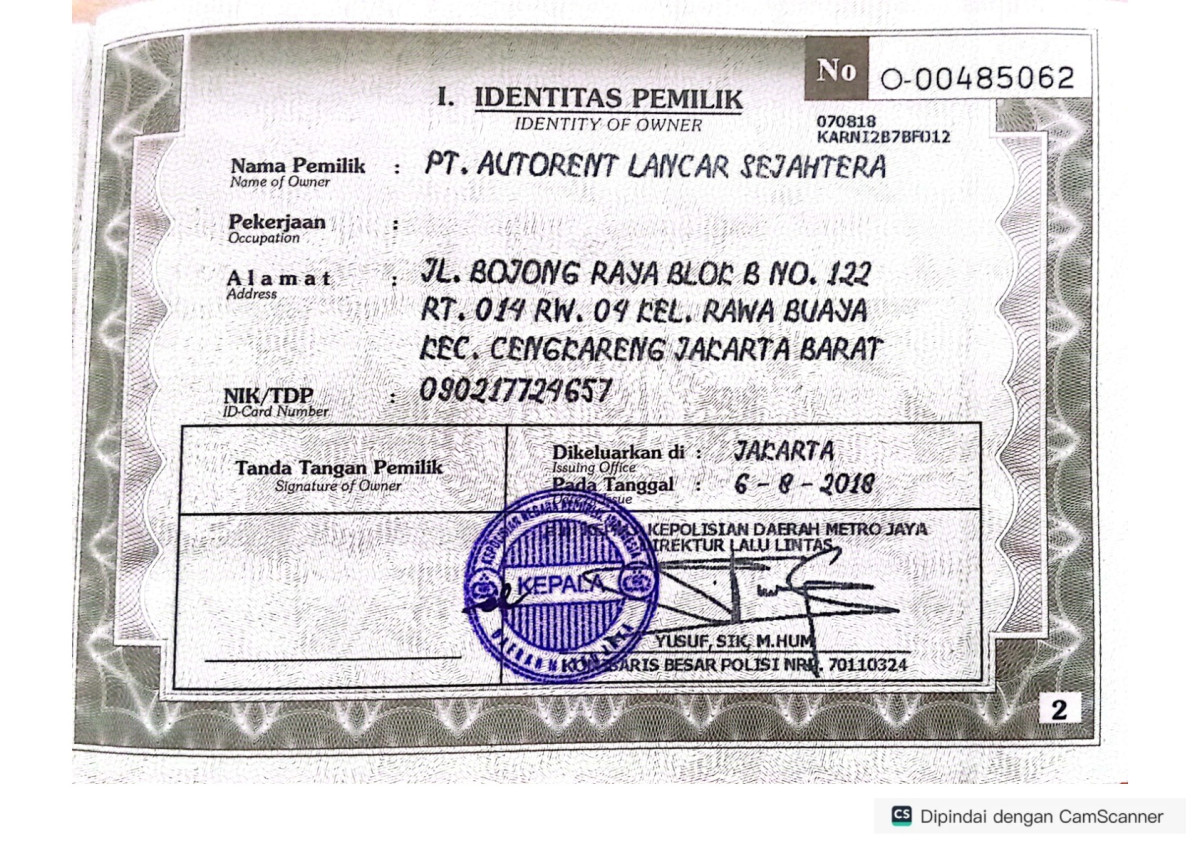 No O-00485062
I. IDENTITAS PEMILIK
IDENTITY OF OWNER
070818
KARNI2B7BF012
Nama Pemilik : PT. AUTORENT LANCAR SEJAHTERA
Name of Owner
Pekerjaan :
Occupation
Alamat : JL. BOJONG RAYA BLOK B NO. 122
Address
RT. 014 RW. 04 KEL. RAWA BUAYA
KEC. CENGKARENG JAKARTA BARAT
NIK/TDP : 090217724657
ID-Card Number
Tanda Tangan Pemilik
Signature of Owner
Dikeluarkan di : JAKARTA
Issuing Office
Pada Tanggal : 6 - 8 - 2018
KEPOLISIAN DAERAH METRO JAYA
LALU LINTAS
KEPALA
YUSUF, SIK, M.HUM
BESAR POLISI NRP. 70110324
2
CS Dipindai dengan CamScanner